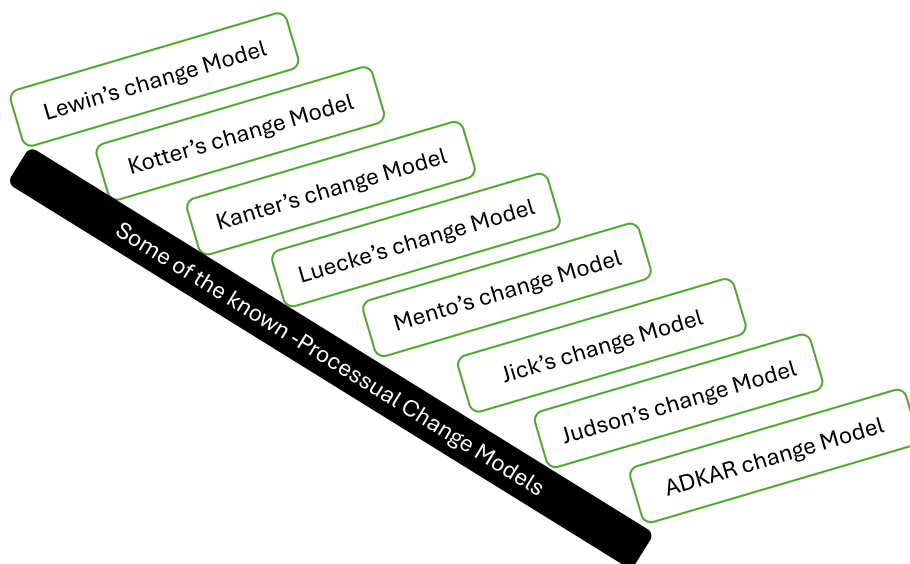 Lewin's change Model
Kotter's change Model
Kanter's change Model
Luecke's change Model
Mento's change Model
Jick's change Model
Judson's change Model
ADKAR change Model
Some of the known -Processual Change Models